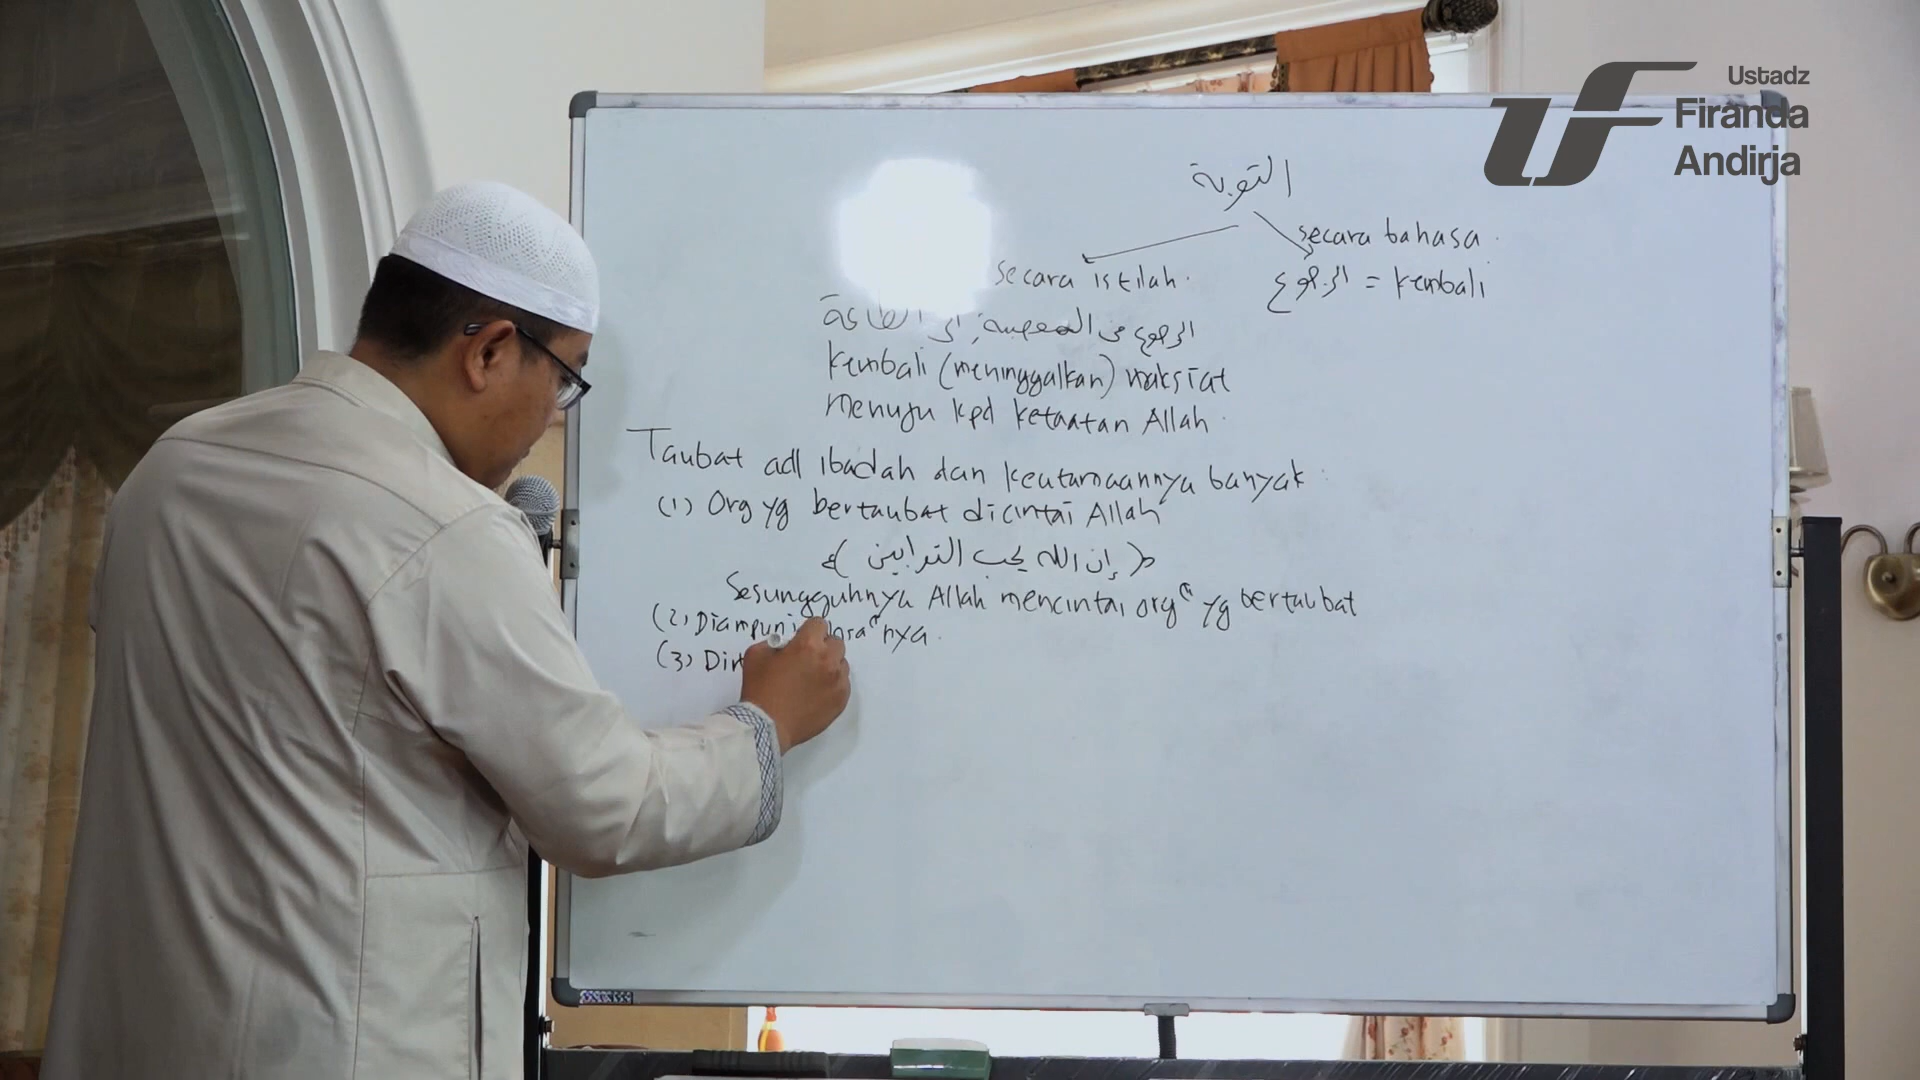 Ustadz
Firanda
Andirja
التوبة
secara bahasa.
الرجوع = kembali
secara istilah.
الرجوع من المعصية إلى الطاعة
kembali (meninggalkan) maksiat
menuju kpd ketaatan Allah.
Taubat adl ibadah dan keutamaannya banyak.
(1) Org yg bertaubat dicintai Allah
﴿ إن الله يحب التوابين ﴾
Sesungguhnya Allah mencintai org² yg bertaubat
(2) Diampuni nya.
(3)